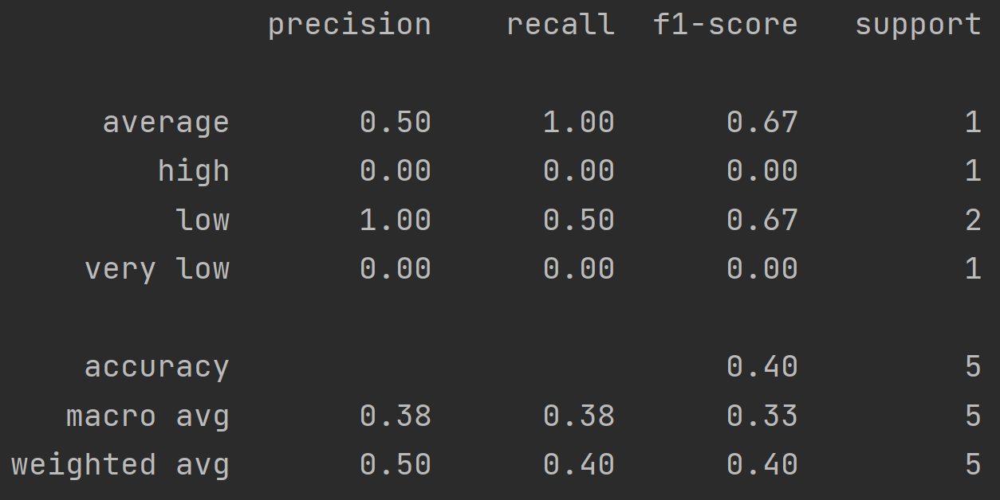 precision recall f1-score support
average 0.50 1.00 0.67 1
high 0.00 0.00 0.00 1
low 1.00 0.50 0.67 2
very low 0.00 0.00 0.00 1
accuracy 0.40 5
macro avg 0.38 0.38 0.33 5
weighted avg 0.50 0.40 0.40 5